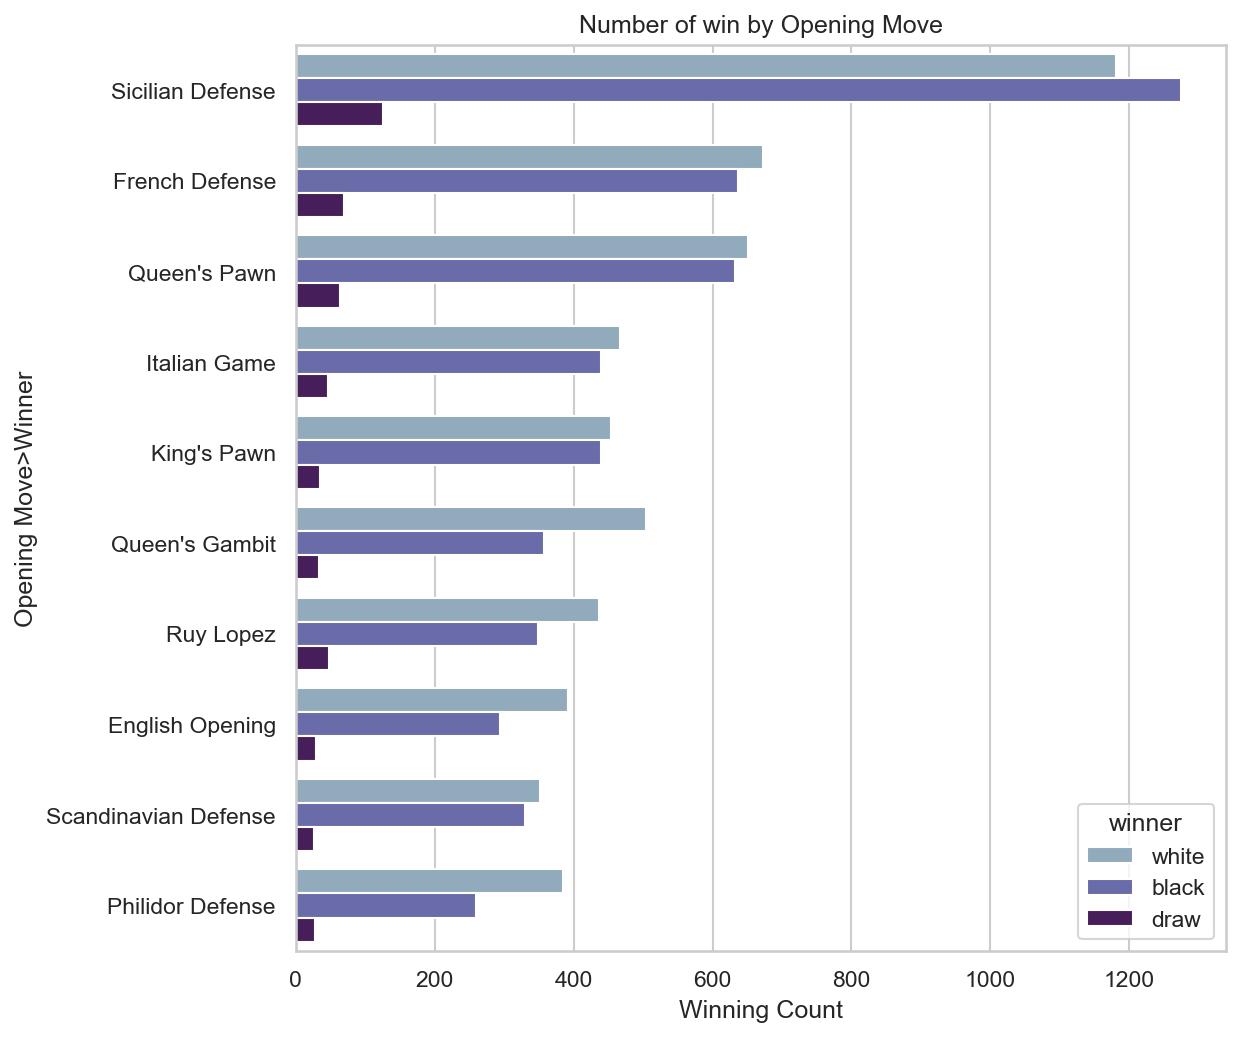 Number of win by Opening Move
Opening Move>Winner
Sicilian Defense
French Defense
Queen's Pawn
Italian Game
King's Pawn
Queen's Gambit
Ruy Lopez
English Opening
Scandinavian Defense
Philidor Defense
winner
white
black
draw
0 200 400 600 800 1000 1200
Winning Count